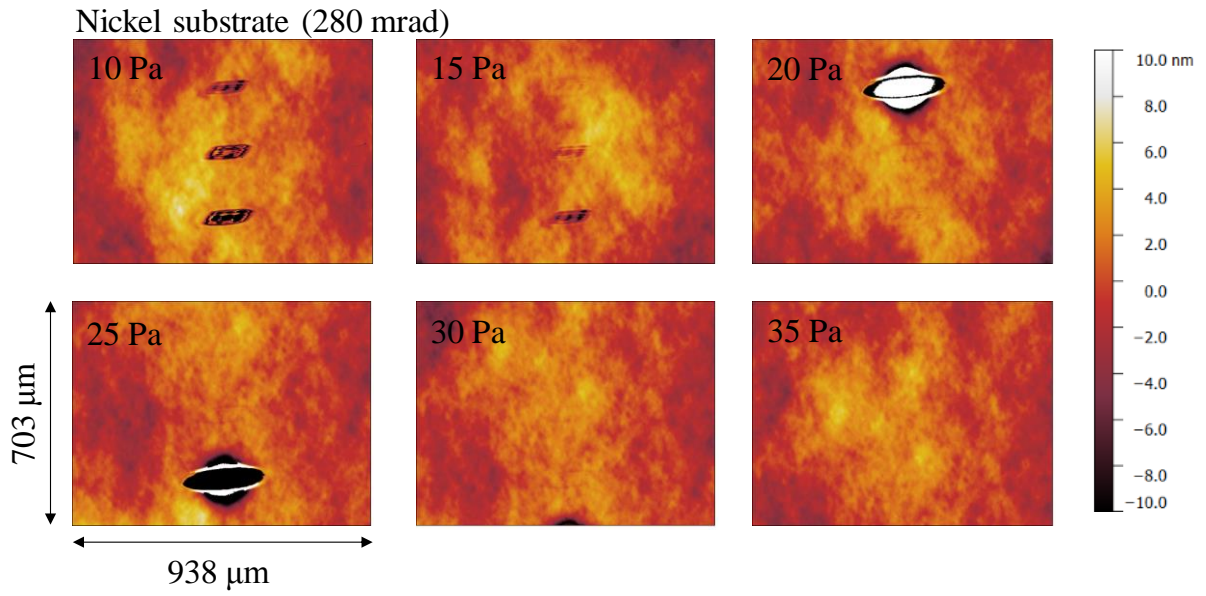 Nickel substrate (280 mrad)
10 Pa
15 Pa
20 Pa
25 Pa
30 Pa
35 Pa
703 μm
938 μm
10.0 nm
8.0
6.0
4.0
2.0
0.0
−2.0
−4.0
−6.0
−8.0
−10.0